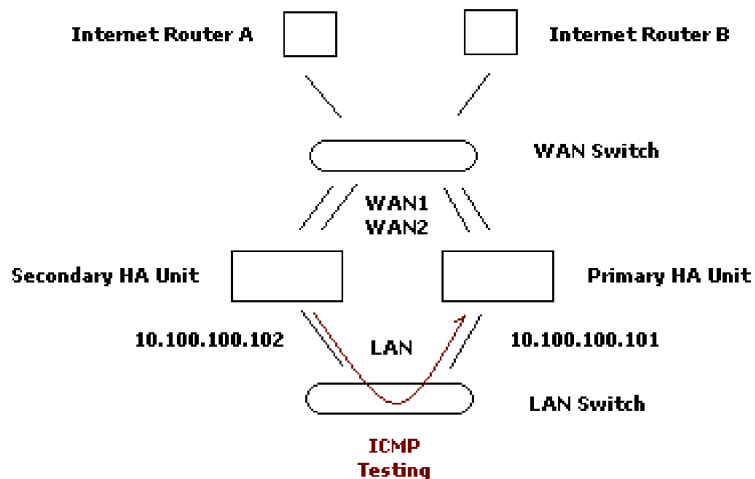 Internet Router A
Internet Router B
WAN Switch
WAN1
WAN2
Secondary HA Unit
Primary HA Unit
10.100.100.102
LAN
10.100.100.101
LAN Switch
ICMP
Testing